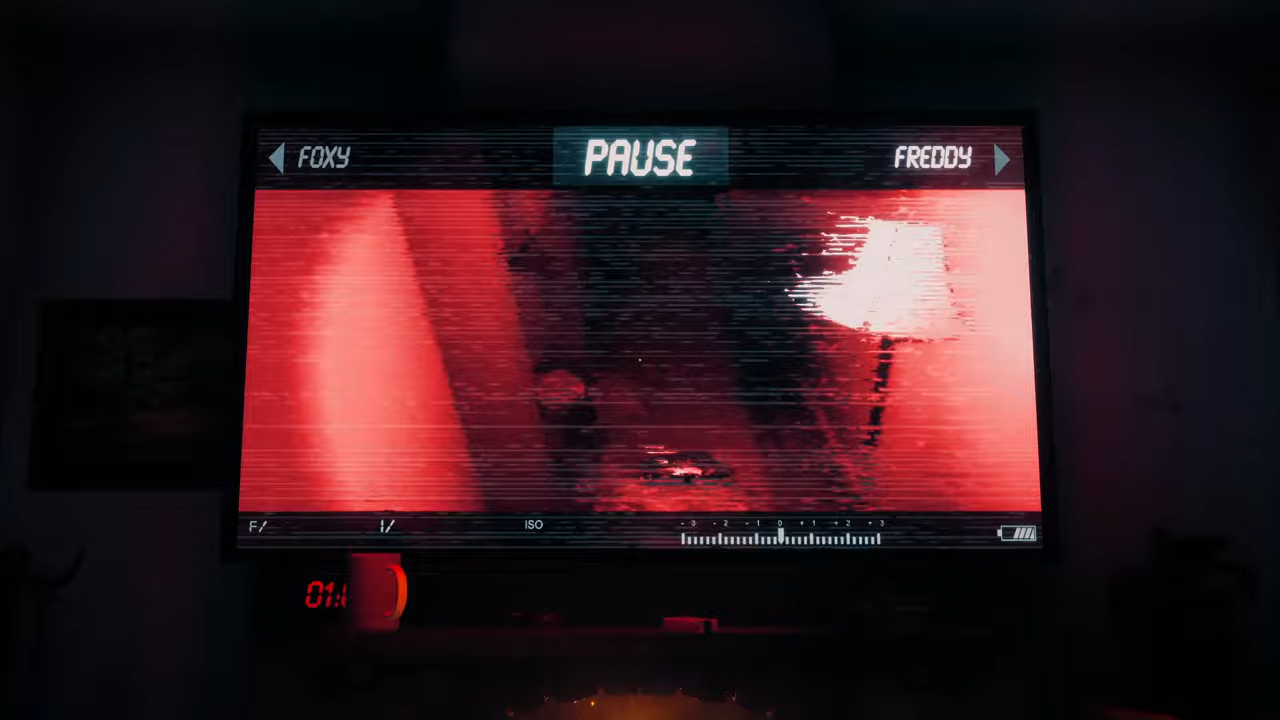 FOXY
PAUSE
FREDDY
F/
1/
ISO
-3 -2 -1 0 +1 +2 +3
01: